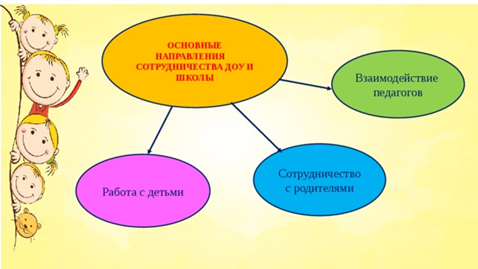 ОСНОВНЫЕ
НАПРАВЛЕНИЯ
СОТРУДНИЧЕСТВА ДОУ И
ШКОЛЫ
Взаимодействие
педагогов
Сотрудничество
с родителями
Работа с детьми